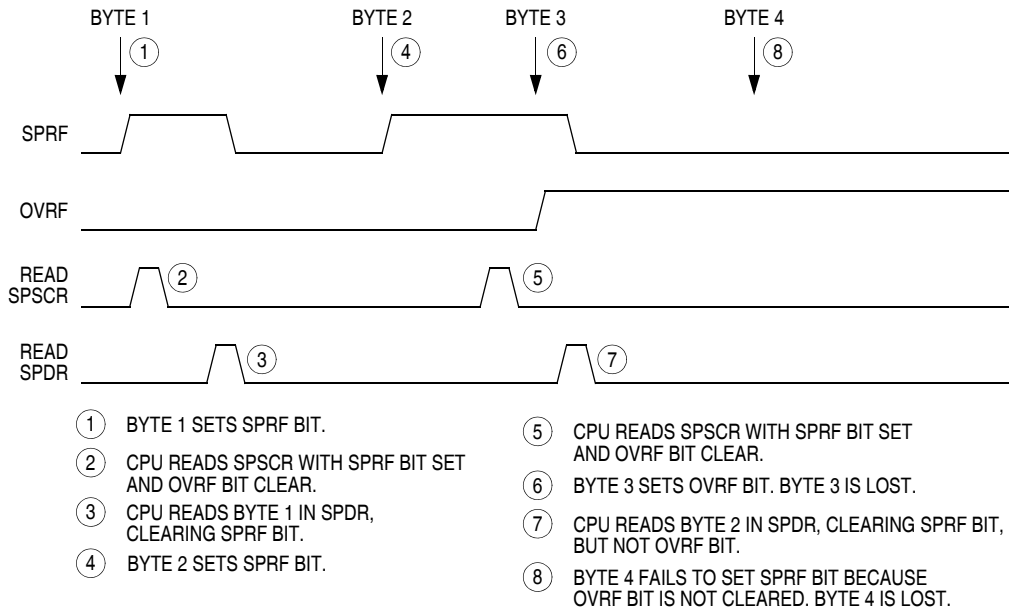 BYTE 1 BYTE 2 BYTE 3 BYTE 4
1 4 6 8
SPRF
OVRF
READ
SPSCR
2 5
READ
SPDR
3 7
1 BYTE 1 SETS SPRF BIT.
2 CPU READS SPSCR WITH SPRF BIT SET
AND OVRF BIT CLEAR.
3 CPU READS BYTE 1 IN SPDR,
CLEARING SPRF BIT.
4 BYTE 2 SETS SPRF BIT.
5 CPU READS SPSCR WITH SPRF BIT SET
AND OVRF BIT CLEAR.
6 BYTE 3 SETS OVRF BIT. BYTE 3 IS LOST.
7 CPU READS BYTE 2 IN SPDR, CLEARING SPRF BIT,
BUT NOT OVRF BIT.
8 BYTE 4 FAILS TO SET SPRF BIT BECAUSE
OVRF BIT IS NOT CLEARED. BYTE 4 IS LOST.